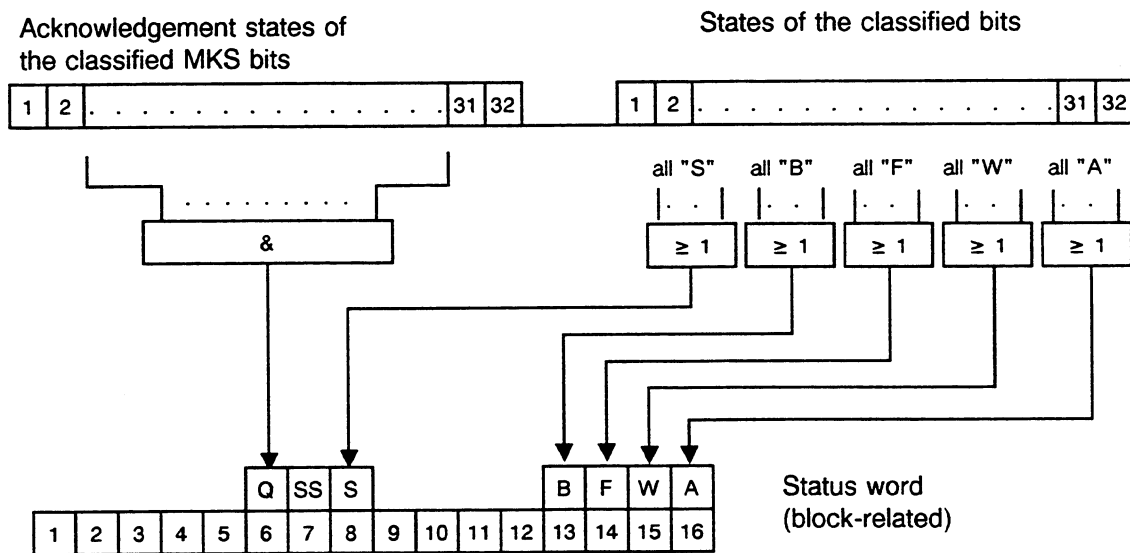 Acknowledgement states of
the classified MKS bits
States of the classified bits
1 2 . . . . . . . . . . . . . . . 31 32
1 2 . . . . . . . . . . . . . . . 31 32
all "S" all "B" all "F" all "W" all "A"
. . . . . . . . .
&
≥ 1 ≥ 1 ≥ 1 ≥ 1 ≥ 1
Q SS S B F W A
Status word
(block-related)
1 2 3 4 5 6 7 8 9 10 11 12 13 14 15 16